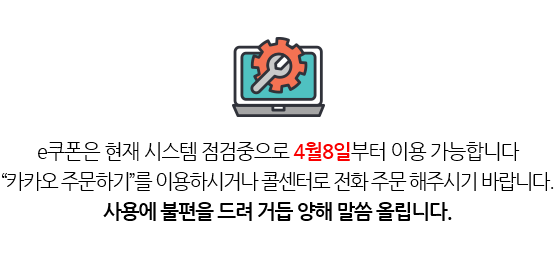 e쿠폰은 현재 시스템 점검중으로 4월8일부터 이용 가능합니다
“카카오 주문하기”를 이용하시거나 콜센터로 전화 주문 해주시기 바랍니다.
사용에 불편을 드려 거듭 양해 말씀 올립니다.